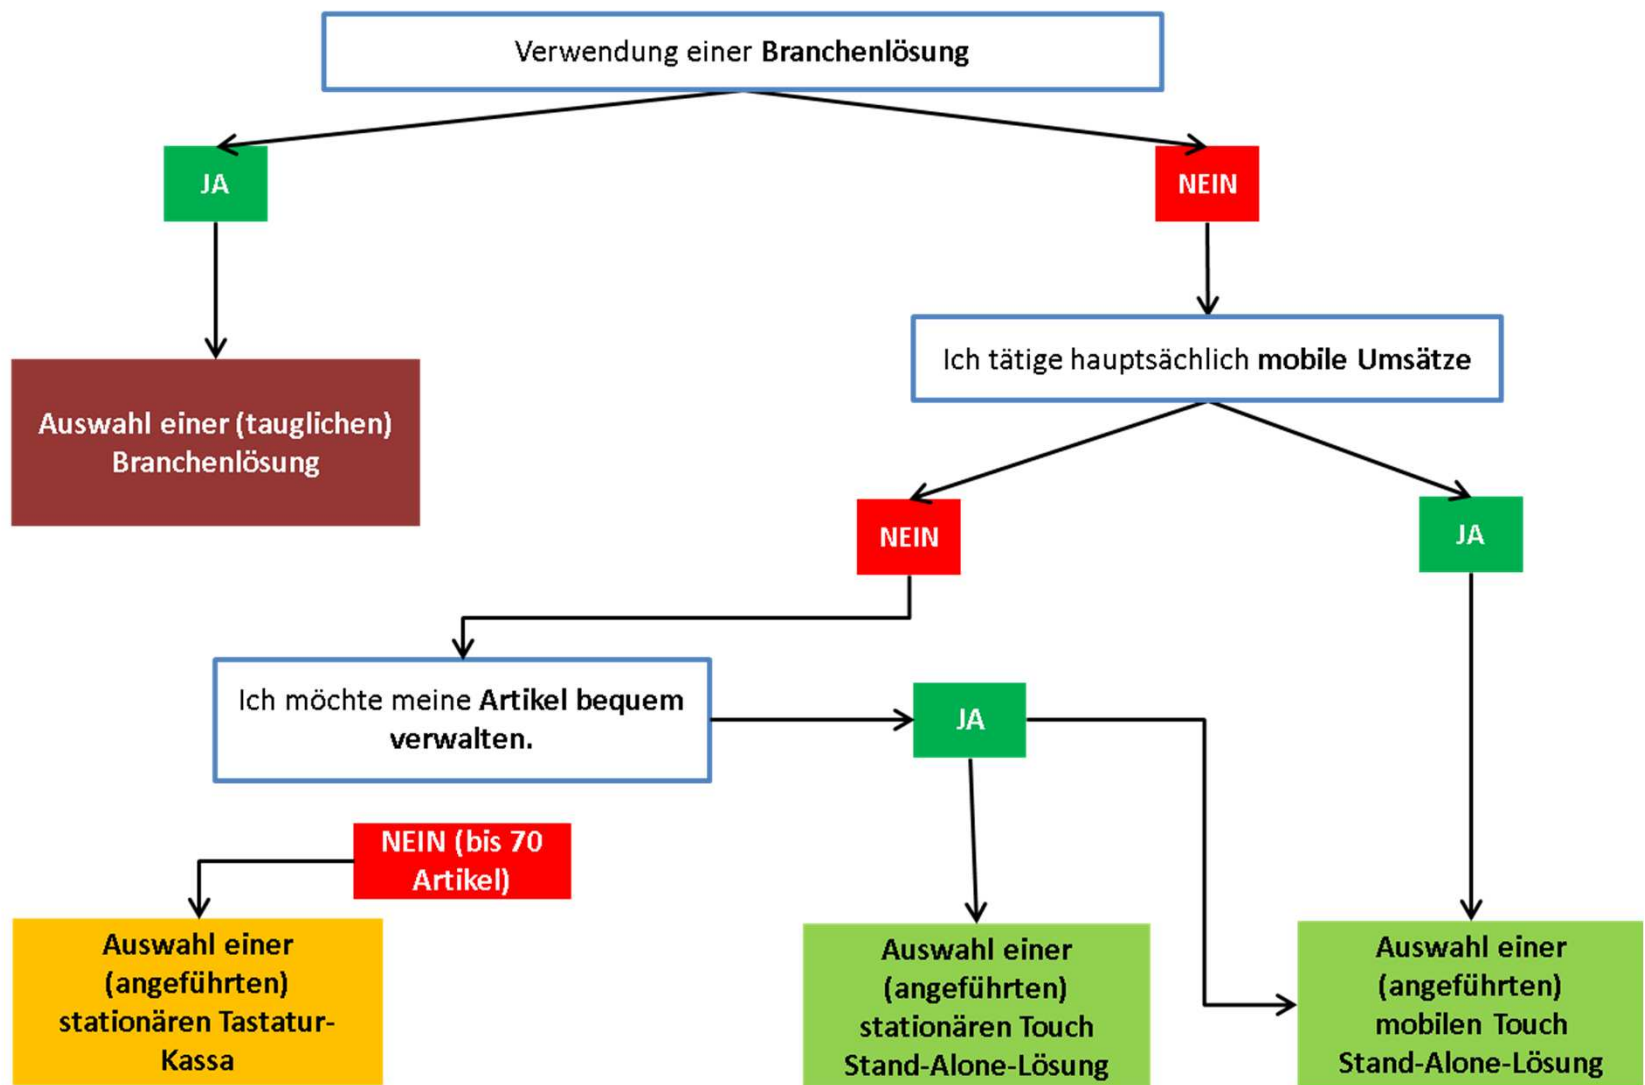 Verwendung einer Branchenlösung
JA
NEIN
Auswahl einer (tauglichen)
Branchenlösung
Ich tätige hauptsächlich mobile Umsätze
NEIN
JA
Ich möchte meine Artikel bequem
verwalten.
JA
NEIN (bis 70
Artikel)
Auswahl einer
(angeführten)
stationären Tastatur-
Kassa
Auswahl einer
(angeführten)
stationären Touch
Stand-Alone-Lösung
Auswahl einer
(angeführten)
mobilen Touch
Stand-Alone-Lösung